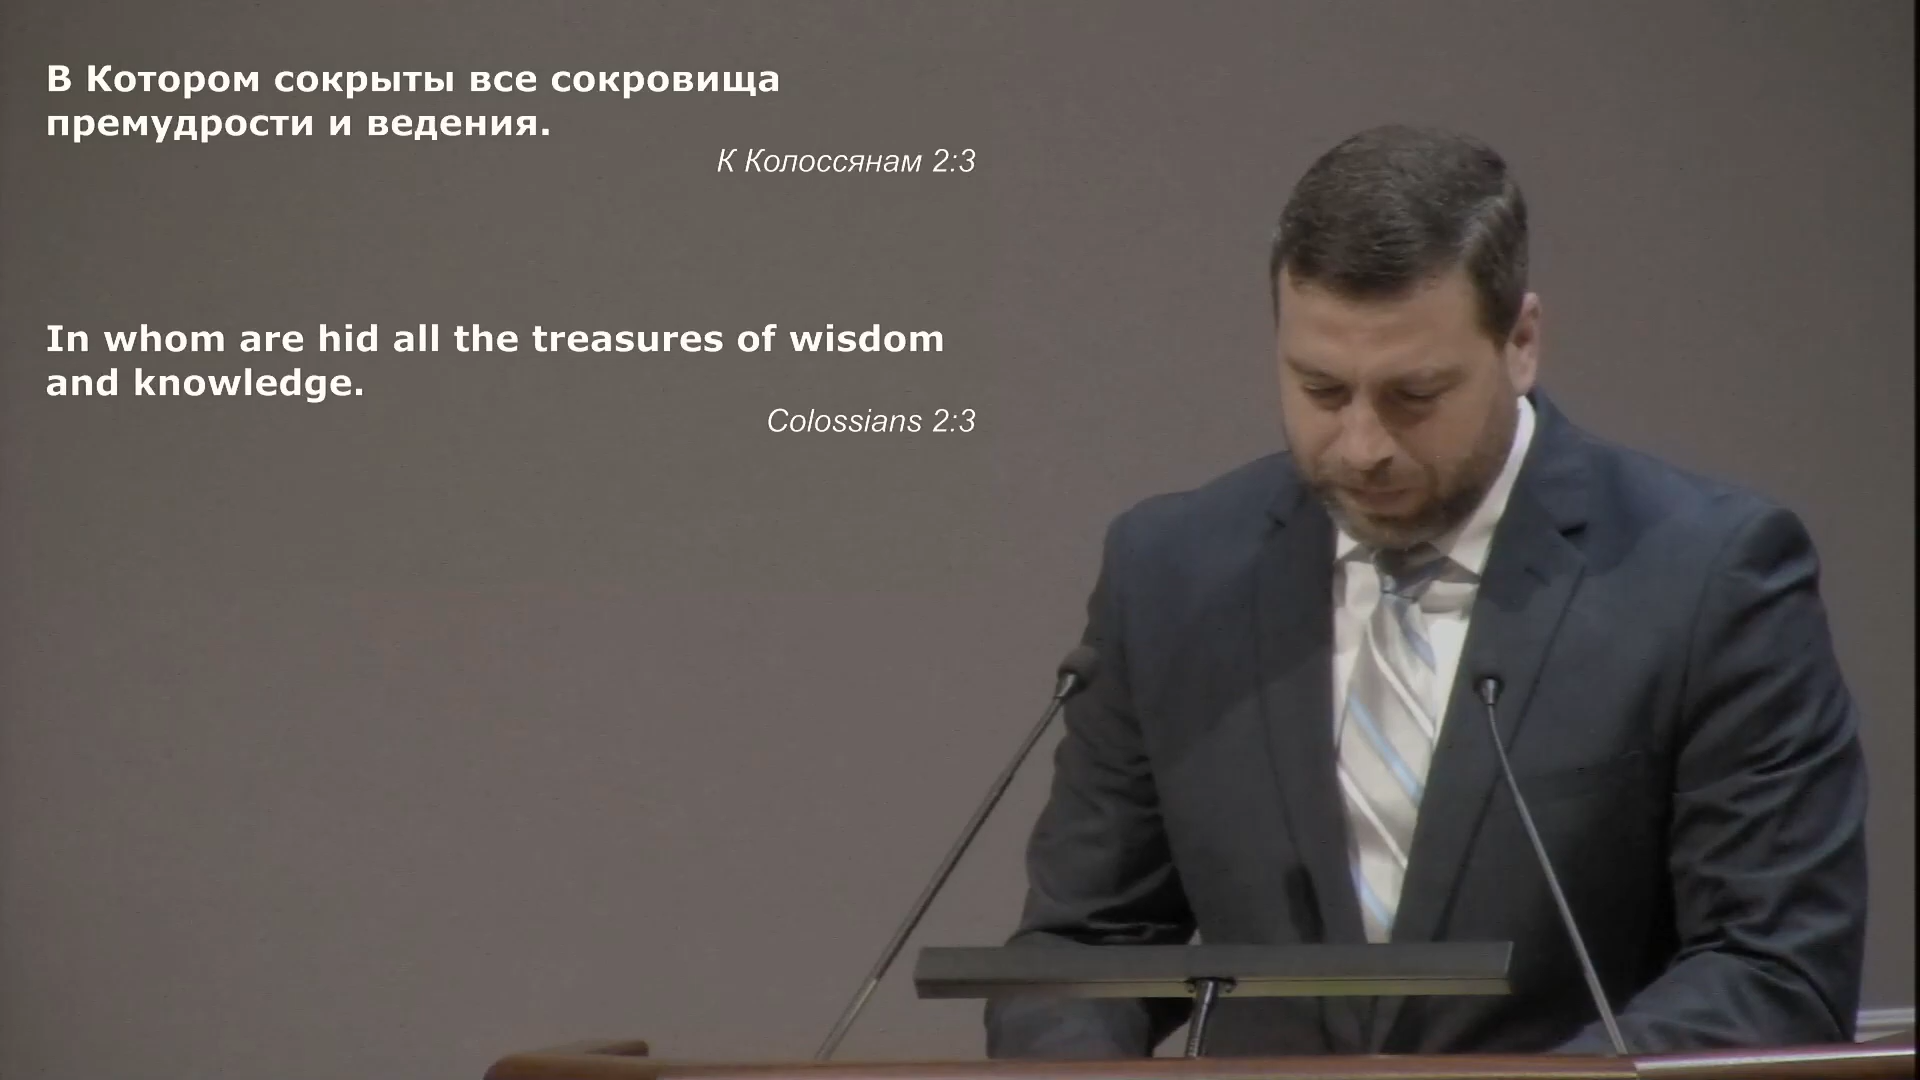 В Котором сокрыты все сокровища
премудрости и ведения.
К Колоссянам 2:3
In whom are hid all the treasures of wisdom
and knowledge.
Colossians 2:3